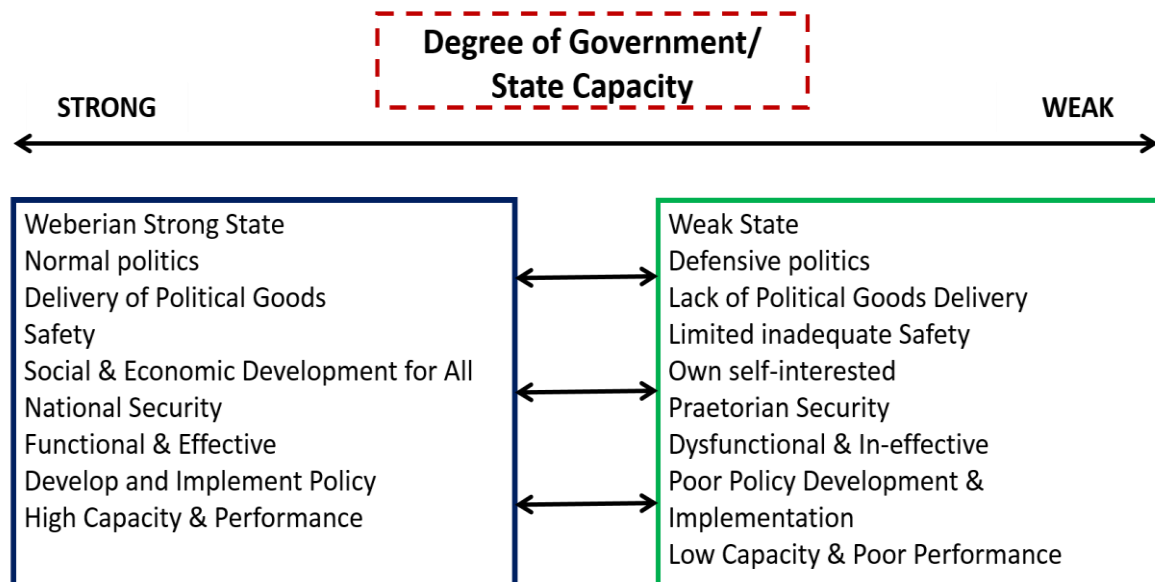 Degree of Government/
State Capacity
STRONG
WEAK
Weberian Strong State
Normal politics
Delivery of Political Goods
Safety
Social & Economic Development for All
National Security
Functional & Effective
Develop and Implement Policy
High Capacity & Performance
Weak State
Defensive politics
Lack of Political Goods Delivery
Limited inadequate Safety
Own self-interested
Praetorian Security
Dysfunctional & In-effective
Poor Policy Development &
Implementation
Low Capacity & Poor Performance